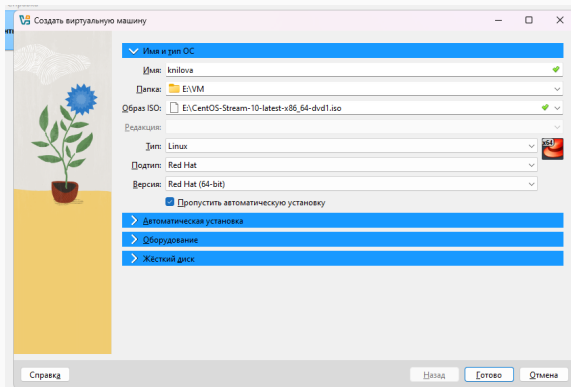 Создать виртуальную машину
Имя и тип ОС
Имя: knilova
Папка: E:\VM
Образ ISO: E:\CentOS-Stream-10-latest-x86_64-dvd1.iso
Редакция:
Тип: Linux
x64
Подтип: Red Hat
Версия: Red Hat (64-bit)
Пропустить автоматическую установку
Автоматическая установка
Оборудование
Жёсткий диск
Справка Назад Готово Отмена